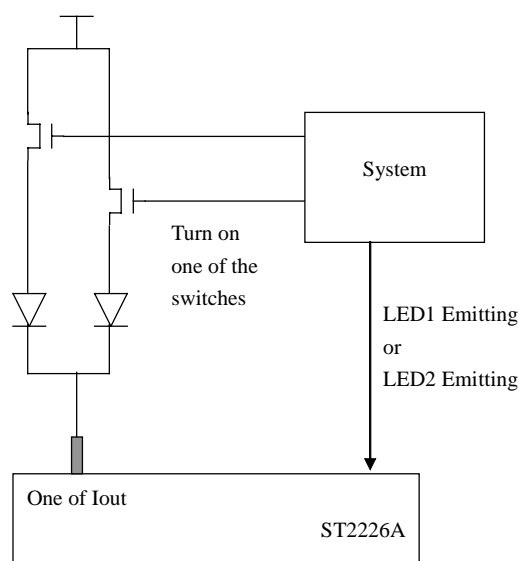 System
Turn on
one of the
switches
LED1 Emitting
or
LED2 Emitting
One of Iout
ST2226A